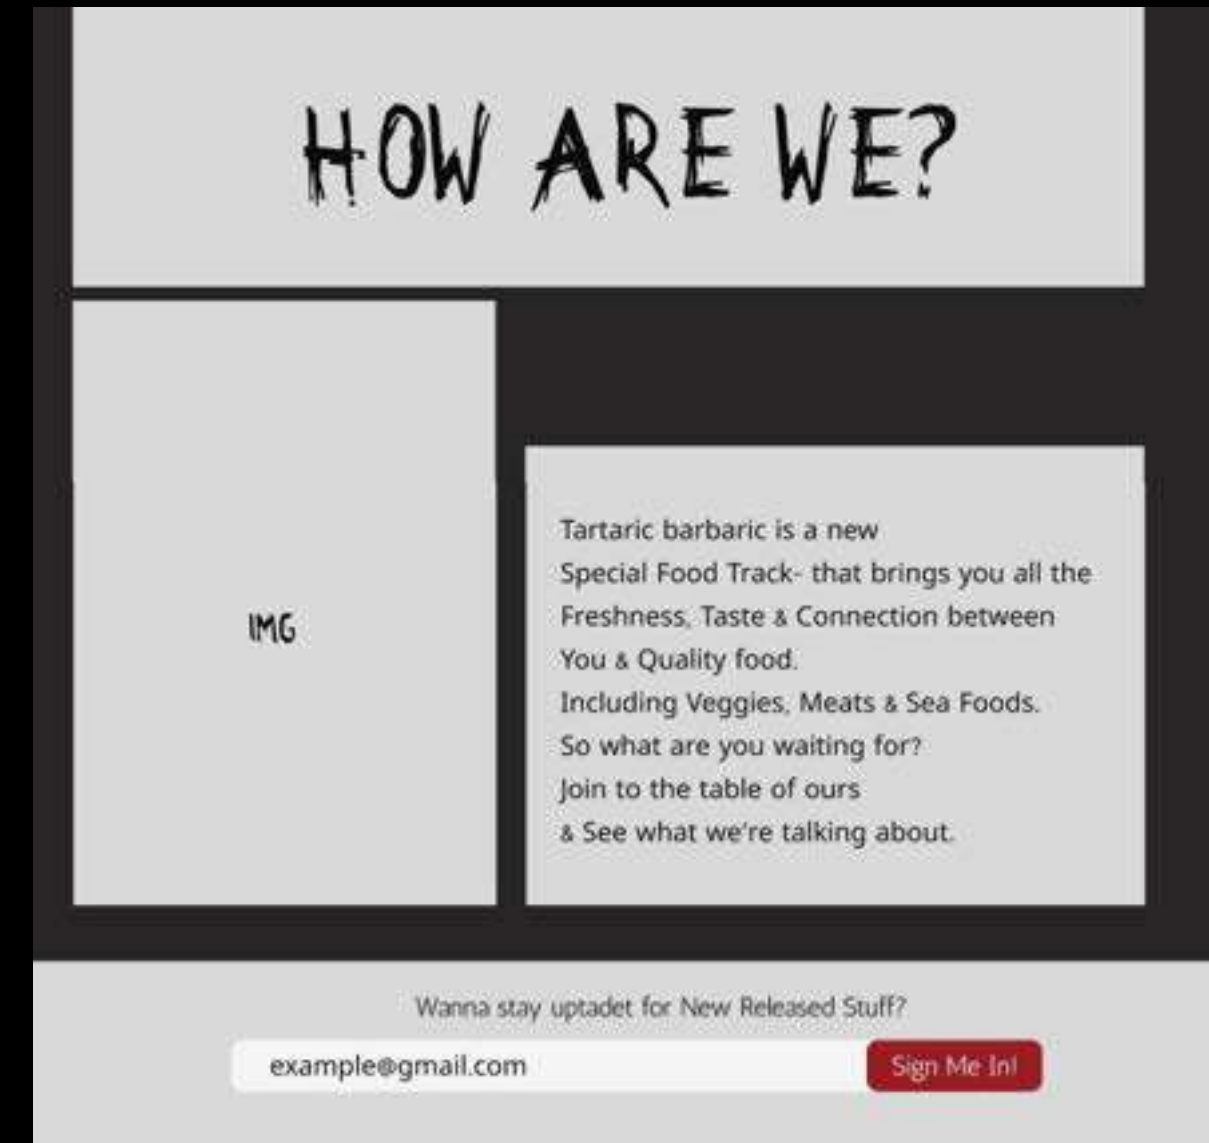 HOW ARE WE?
IMG
Tartaric barbaric is a new
Special Food Track- that brings you all the
Freshness, Taste & Connection between
You & Quality food.
Including Veggies, Meats & Sea Foods.
So what are you waiting for?
Join to the table of ours
& See what we're talking about.
Wanna stay uptadet for New Released Stuff?
example@gmail.com
Sign Me In!